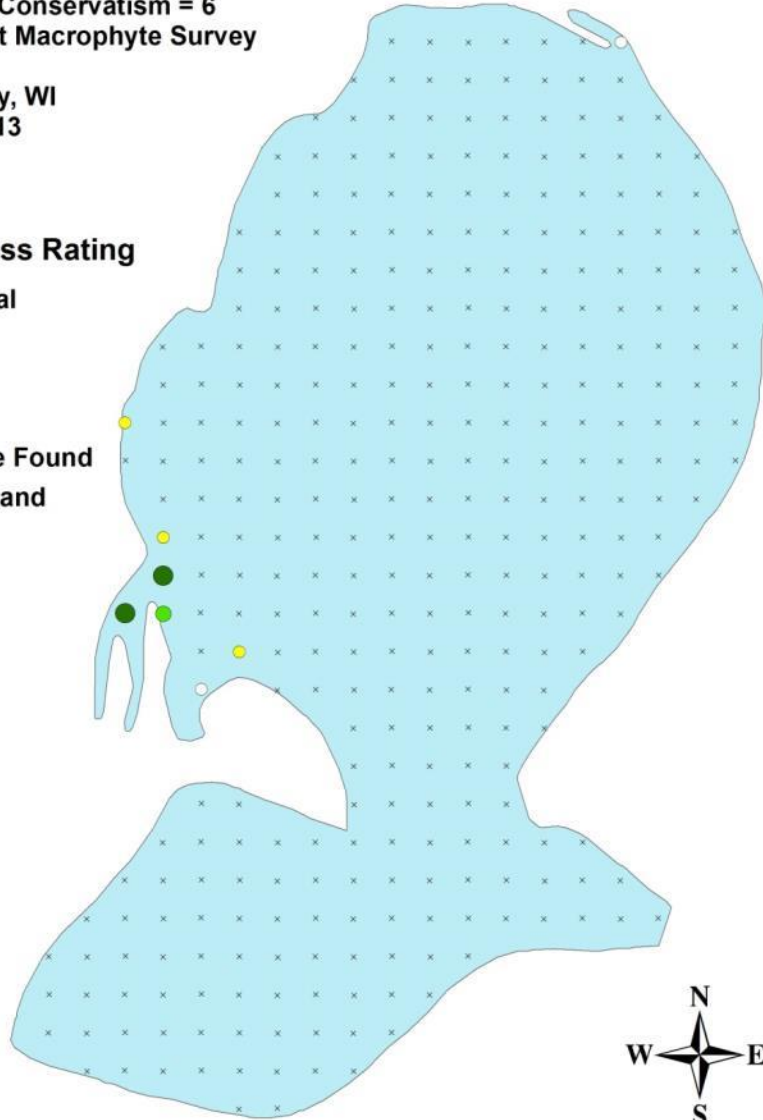 Conservatism = 6
t Macrophyte Survey
y, WI
13
ss Rating
al
e Found
and
N
W E
S